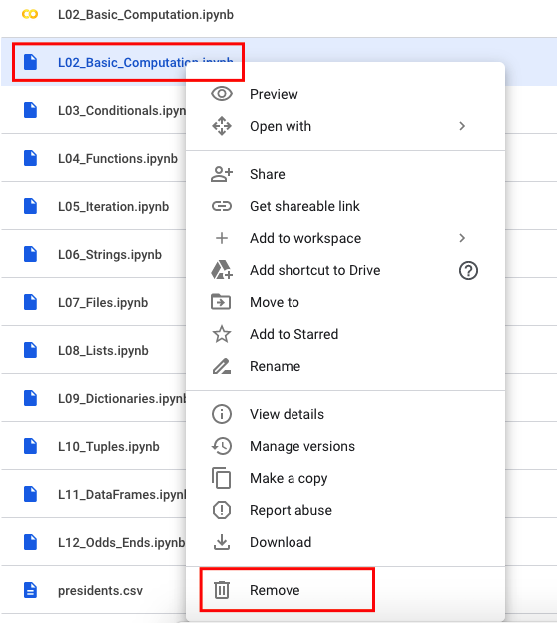 L02_Basic_Computation.ipynb
L02_Basic_Computation.ipynb
L03_Conditionals.ipyn
L04_Functions.ipynb
L05_Iteration.ipynb
L06_Strings.ipynb
L07_Files.ipynb
L08_Lists.ipynb
L09_Dictionaries.ipynb
L10_Tuples.ipynb
L11_DataFrames.ipynb
L12_Odds_Ends.ipynb
presidents.csv
Preview
Open with
Share
Get shareable link
Add to workspace
Add shortcut to Drive
Move to
Add to Starred
Rename
View details
Manage versions
Make a copy
Report abuse
Download
Remove